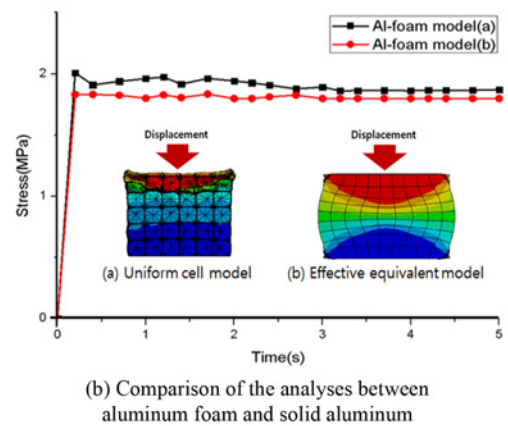 Al-foam model(a)
Al-foam model(b)
2
1
0
Stress(MPa)
Displacement
Displacement
(a) Uniform cell model
(b) Effective equivalent model
0
1
2
3
4
5
Time(s)
(b) Comparison of the analyses between
aluminum foam and solid aluminum